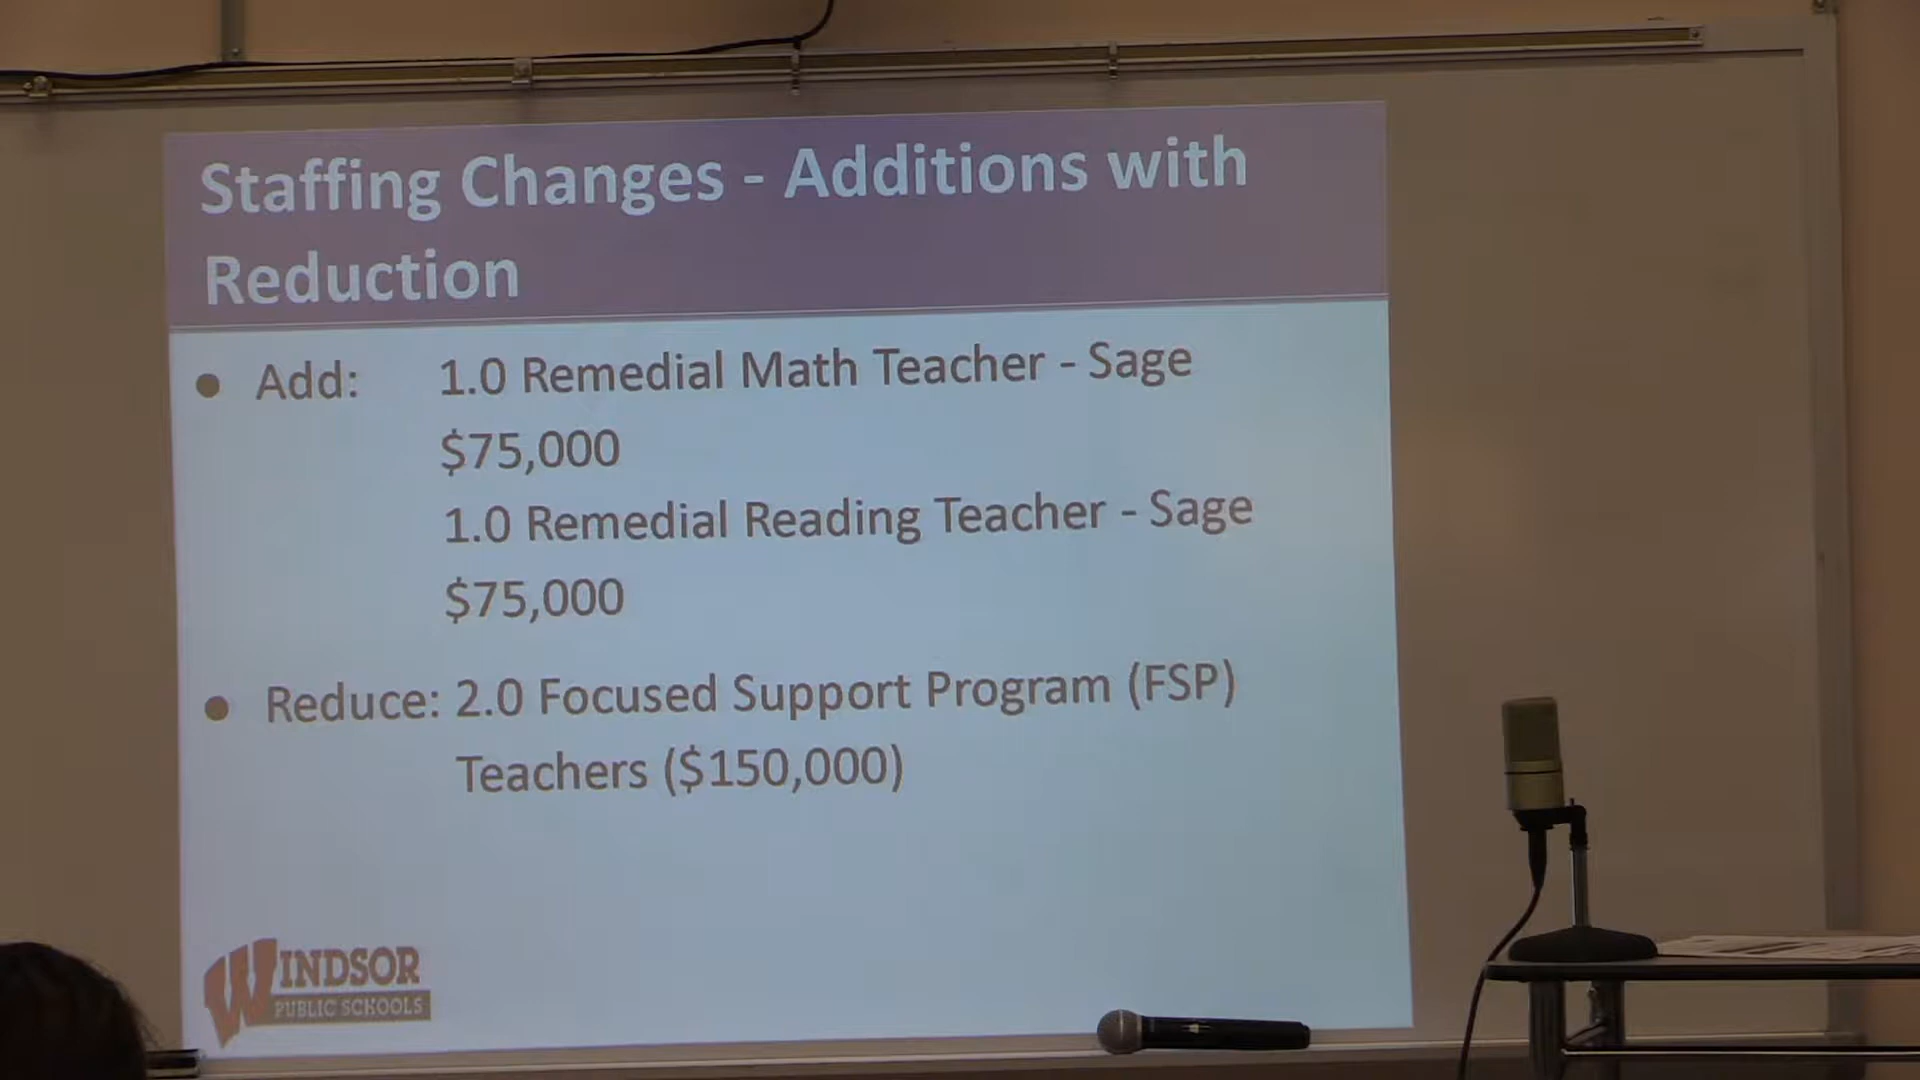 Staffing Changes - Additions with
Reduction
● Add: 1.0 Remedial Math Teacher - Sage
$75,000
1.0 Remedial Reading Teacher - Sage
$75,000
● Reduce: 2.0 Focused Support Program (FSP)
Teachers ($150,000)
WINDSOR
PUBLIC SCHOOLS